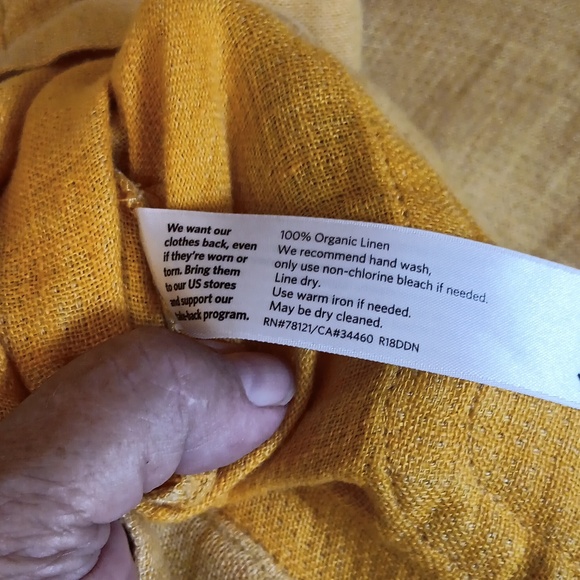 We want our
clothes back, even
if they're worn or
torn. Bring them
to our US stores
and support our
take-back program.
100% Organic Linen
We recommend hand wash,
only use non-chlorine bleach if needed.
Line dry.
Use warm iron if needed.
May be dry cleaned.
RN#78121/CA#34460 R18DDN